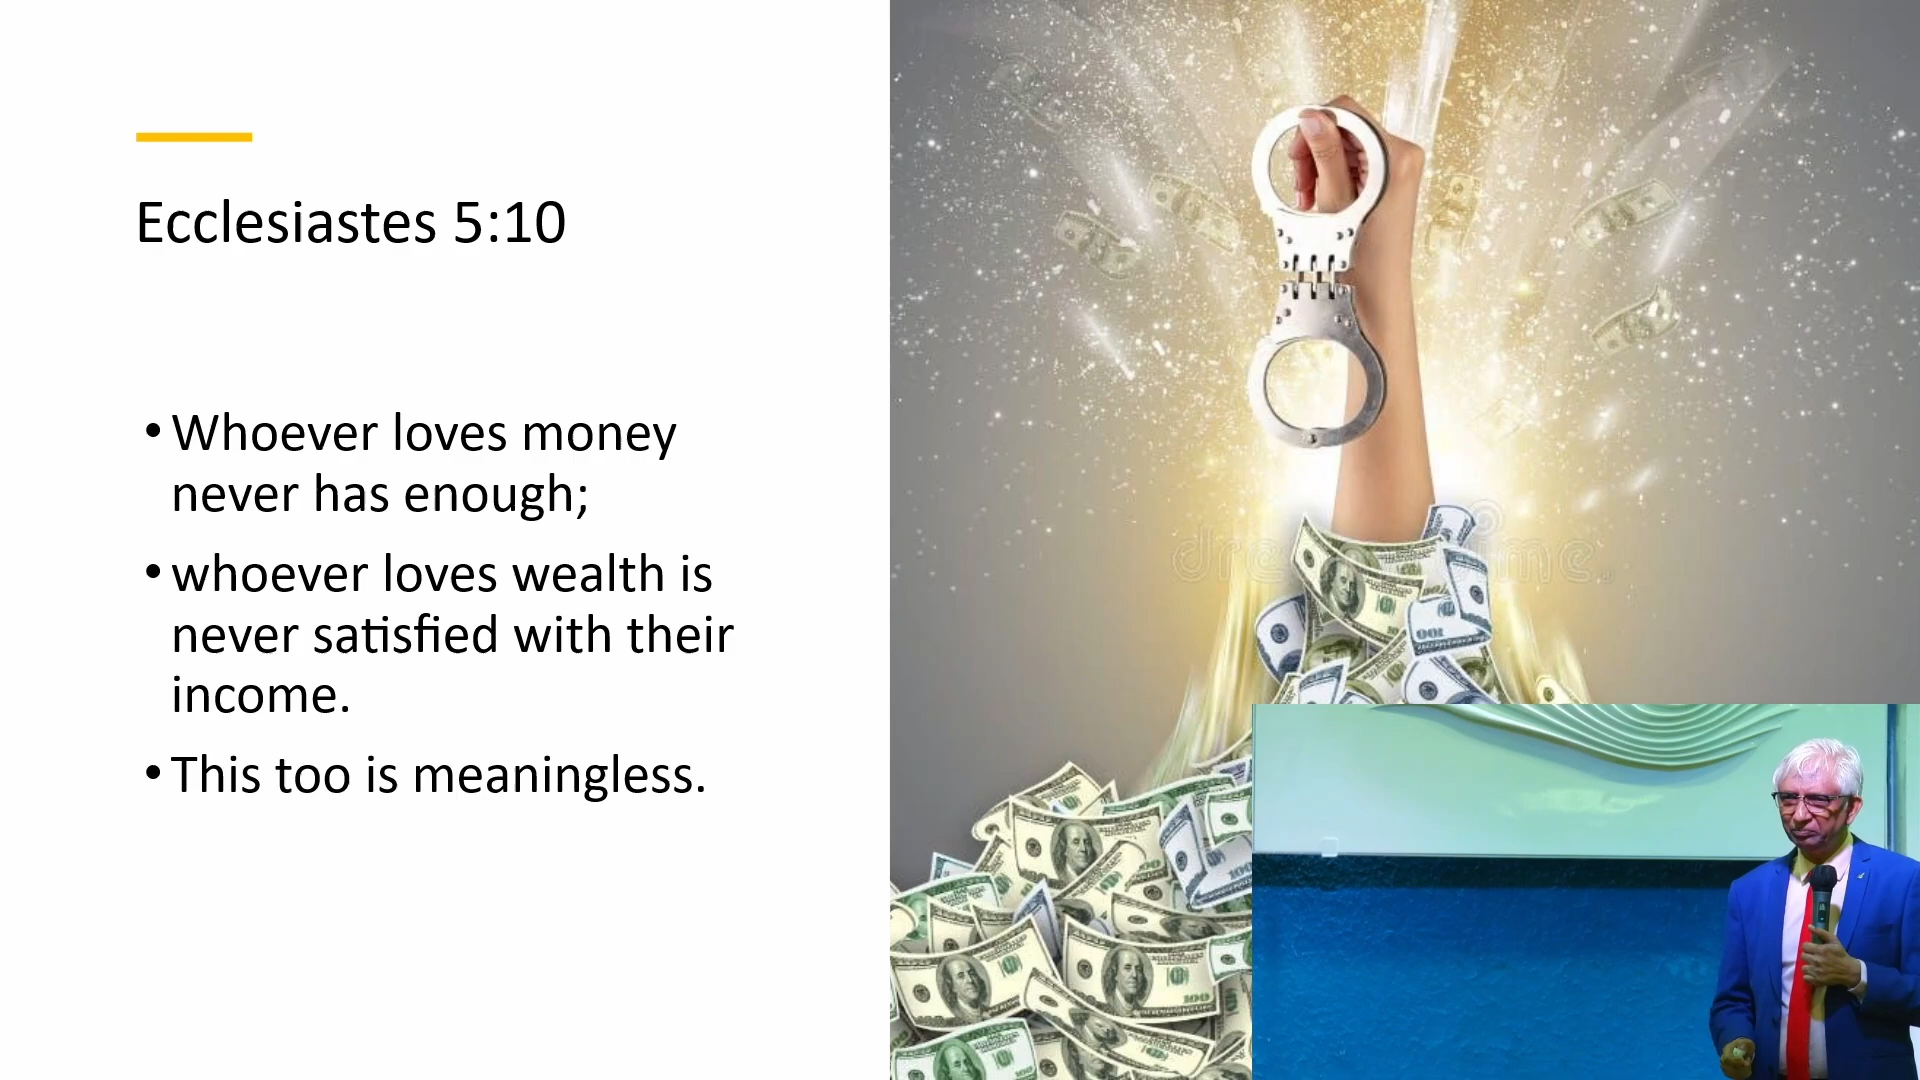 Ecclesiastes 5:10
• Whoever loves money
never has enough;
• whoever loves wealth is
never satisfied with their
income.
• This too is meaningless.